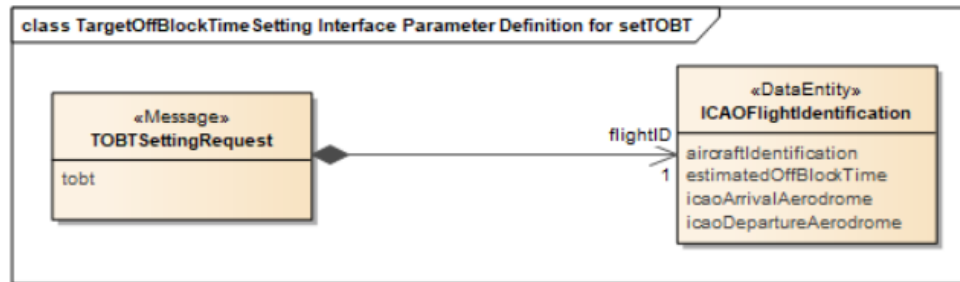 class TargetOffBlockTimeSetting Interface Parameter Definition for setTOBT
«Message»
TOBTSettingRequest
tobt
flightID
1
«DataEntity»
ICAOFlightIdentification
aircraftIdentification
estimatedOffBlockTime
icaoArrivalAerodrome
icaoDepartureAerodrome